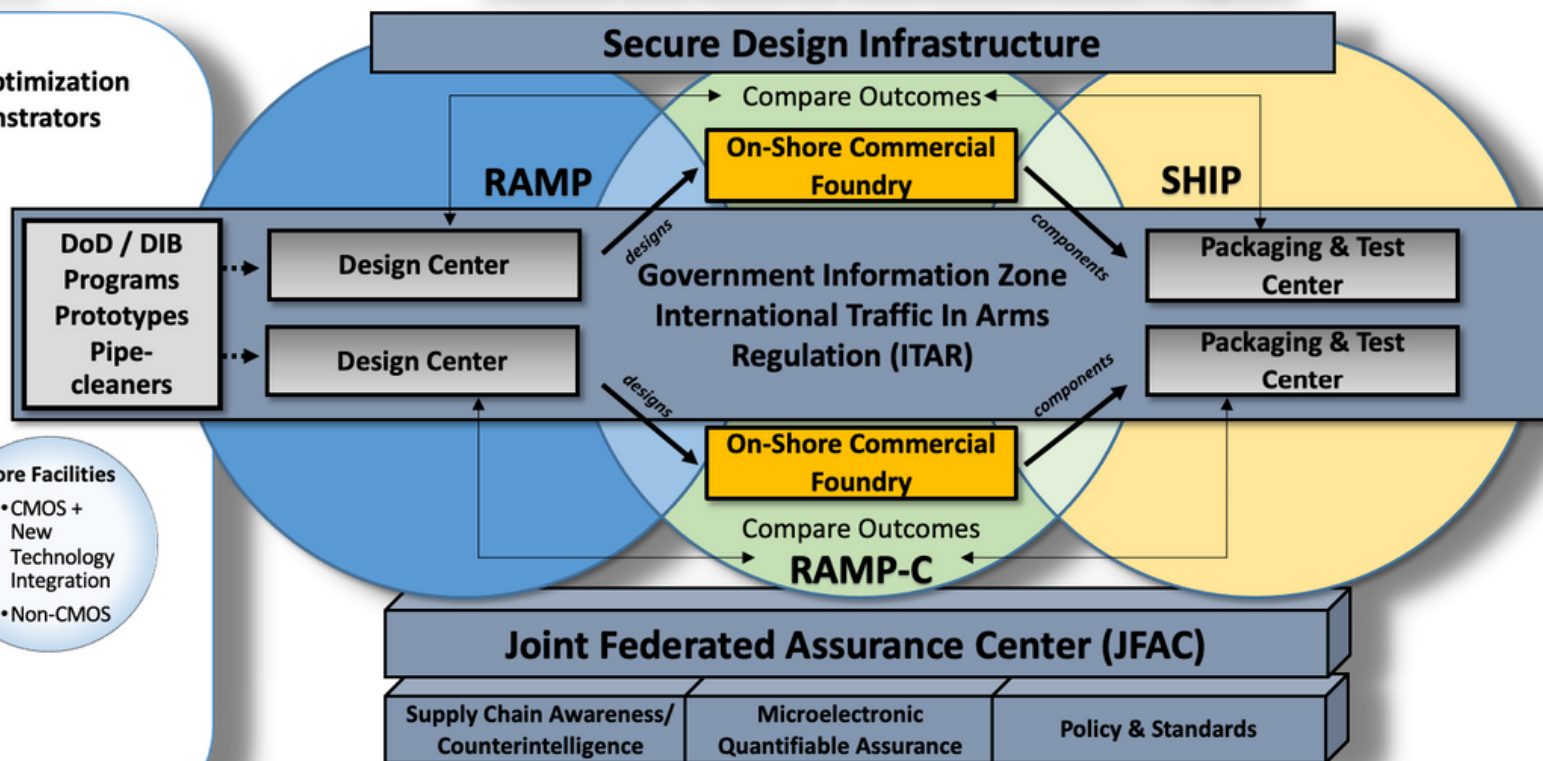 Secure Design Infrastructure
Compare Outcomes
On-Shore Commercial
Foundry
RAMP
SHIP
DoD / DIB
Programs
Prototypes
Pipe-
cleaners
Design Center
Design Center
designs
designs
Government Information Zone
International Traffic In Arms
Regulation (ITAR)
components
components
Packaging & Test
Center
Packaging & Test
Center
On-Shore Commercial
Foundry
Compare Outcomes
RAMP-C
Facilities
•CMOS +
New
Technology
Integration
•Non-CMOS
Joint Federated Assurance Center (JFAC)
Supply Chain Awareness/
Counterintelligence
Microelectronic
Quantifiable Assurance
Policy & Standards